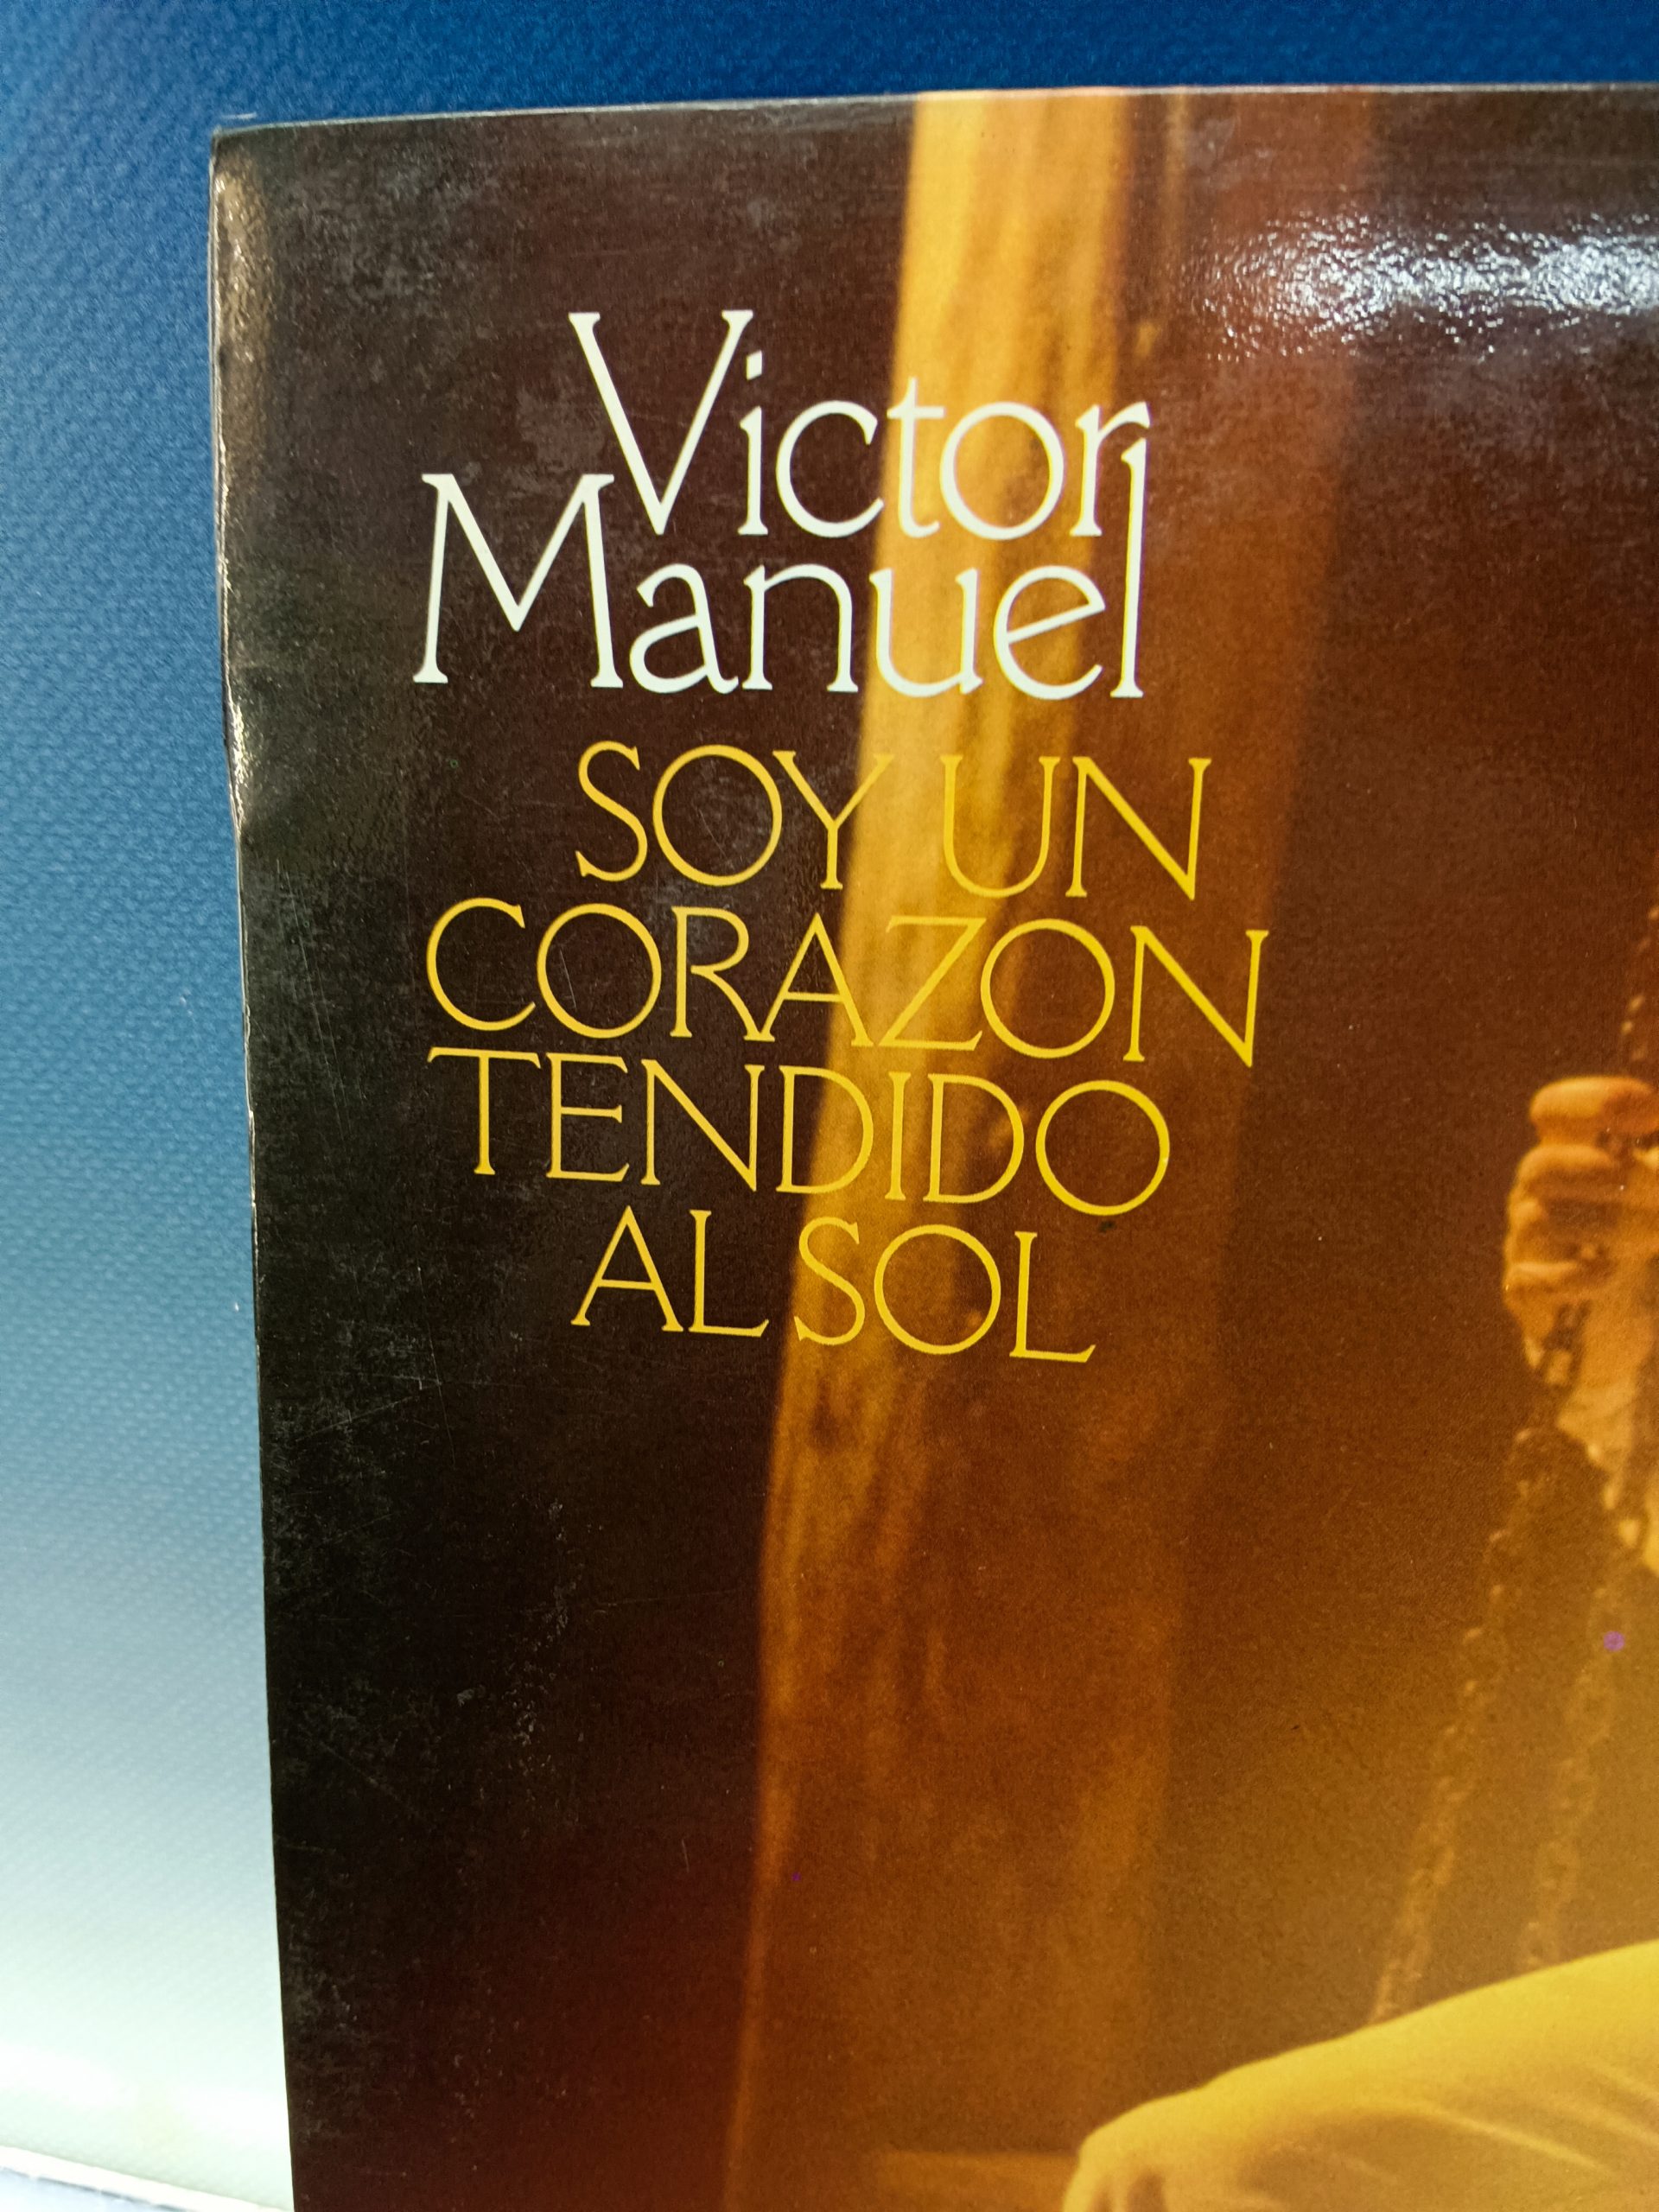 Victor
Manuel
SOY UN
CORAZON
TENDIDO
AL SOL